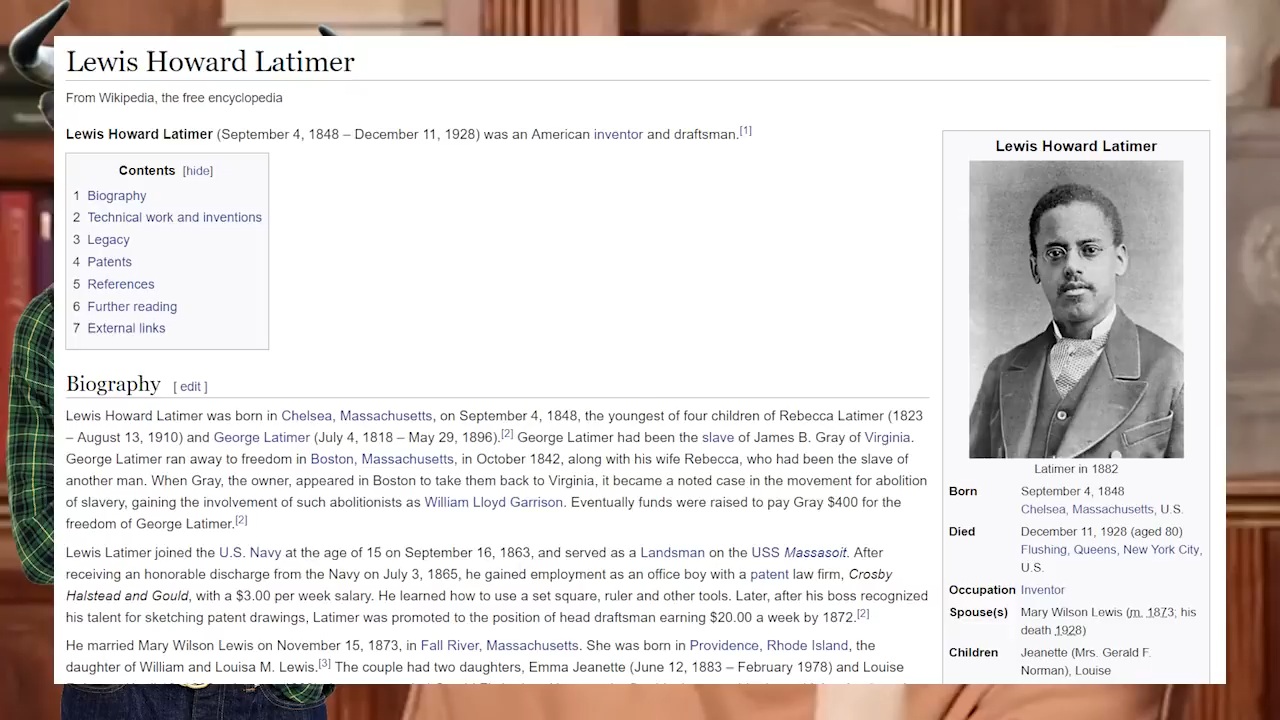 Lewis Howard Latimer
From Wikipedia, the free encyclopedia
Lewis Howard Latimer (September 4, 1848 – December 11, 1928) was an American inventor and draftsman.[1]
Contents [hide]
1 Biography
2 Technical work and inventions
3 Legacy
4 Patents
5 References
6 Further reading
7 External links
Biography [ edit ]
Lewis Howard Latimer was born in Chelsea, Massachusetts, on September 4, 1848, the youngest of four children of Rebecca Latimer (1823
– August 13, 1910) and George Latimer (July 4, 1818 – May 29, 1896).[2] George Latimer had been the slave of James B. Gray of Virginia.
George Latimer ran away to freedom in Boston, Massachusetts, in October 1842, along with his wife Rebecca, who had been the slave of
another man. When Gray, the owner, appeared in Boston to take them back to Virginia, it became a noted case in the movement for abolition
of slavery, gaining the involvement of such abolitionists as William Lloyd Garrison. Eventually funds were raised to pay Gray $400 for the
freedom of George Latimer.[2]
Lewis Latimer joined the U.S. Navy at the age of 15 on September 16, 1863, and served as a Landsman on the USS Massasoit. After
receiving an honorable discharge from the Navy on July 3, 1865, he gained employment as an office boy with a patent law firm, Crosby
Halstead and Gould, with a $3.00 per week salary. He learned how to use a set square, ruler and other tools. Later, after his boss recognized
his talent for sketching patent drawings, Latimer was promoted to the position of head draftsman earning $20.00 a week by 1872.[2]
He married Mary Wilson Lewis on November 15, 1873, in Fall River, Massachusetts. She was born in Providence, Rhode Island, the
daughter of William and Louisa M. Lewis.[3] The couple had two daughters, Emma Jeanette (June 12, 1883 – February 1978) and Louise
Lewis Howard Latimer
Latimer in 1882
Born September 4, 1848
Chelsea, Massachusetts, U.S.
Died December 11, 1928 (aged 80)
Flushing, Queens, New York City,
U.S.
Occupation Inventor
Spouse(s) Mary Wilson Lewis (m. 1873; his
death 1928)
Children Jeanette (Mrs. Gerald F.
Norman), Louise